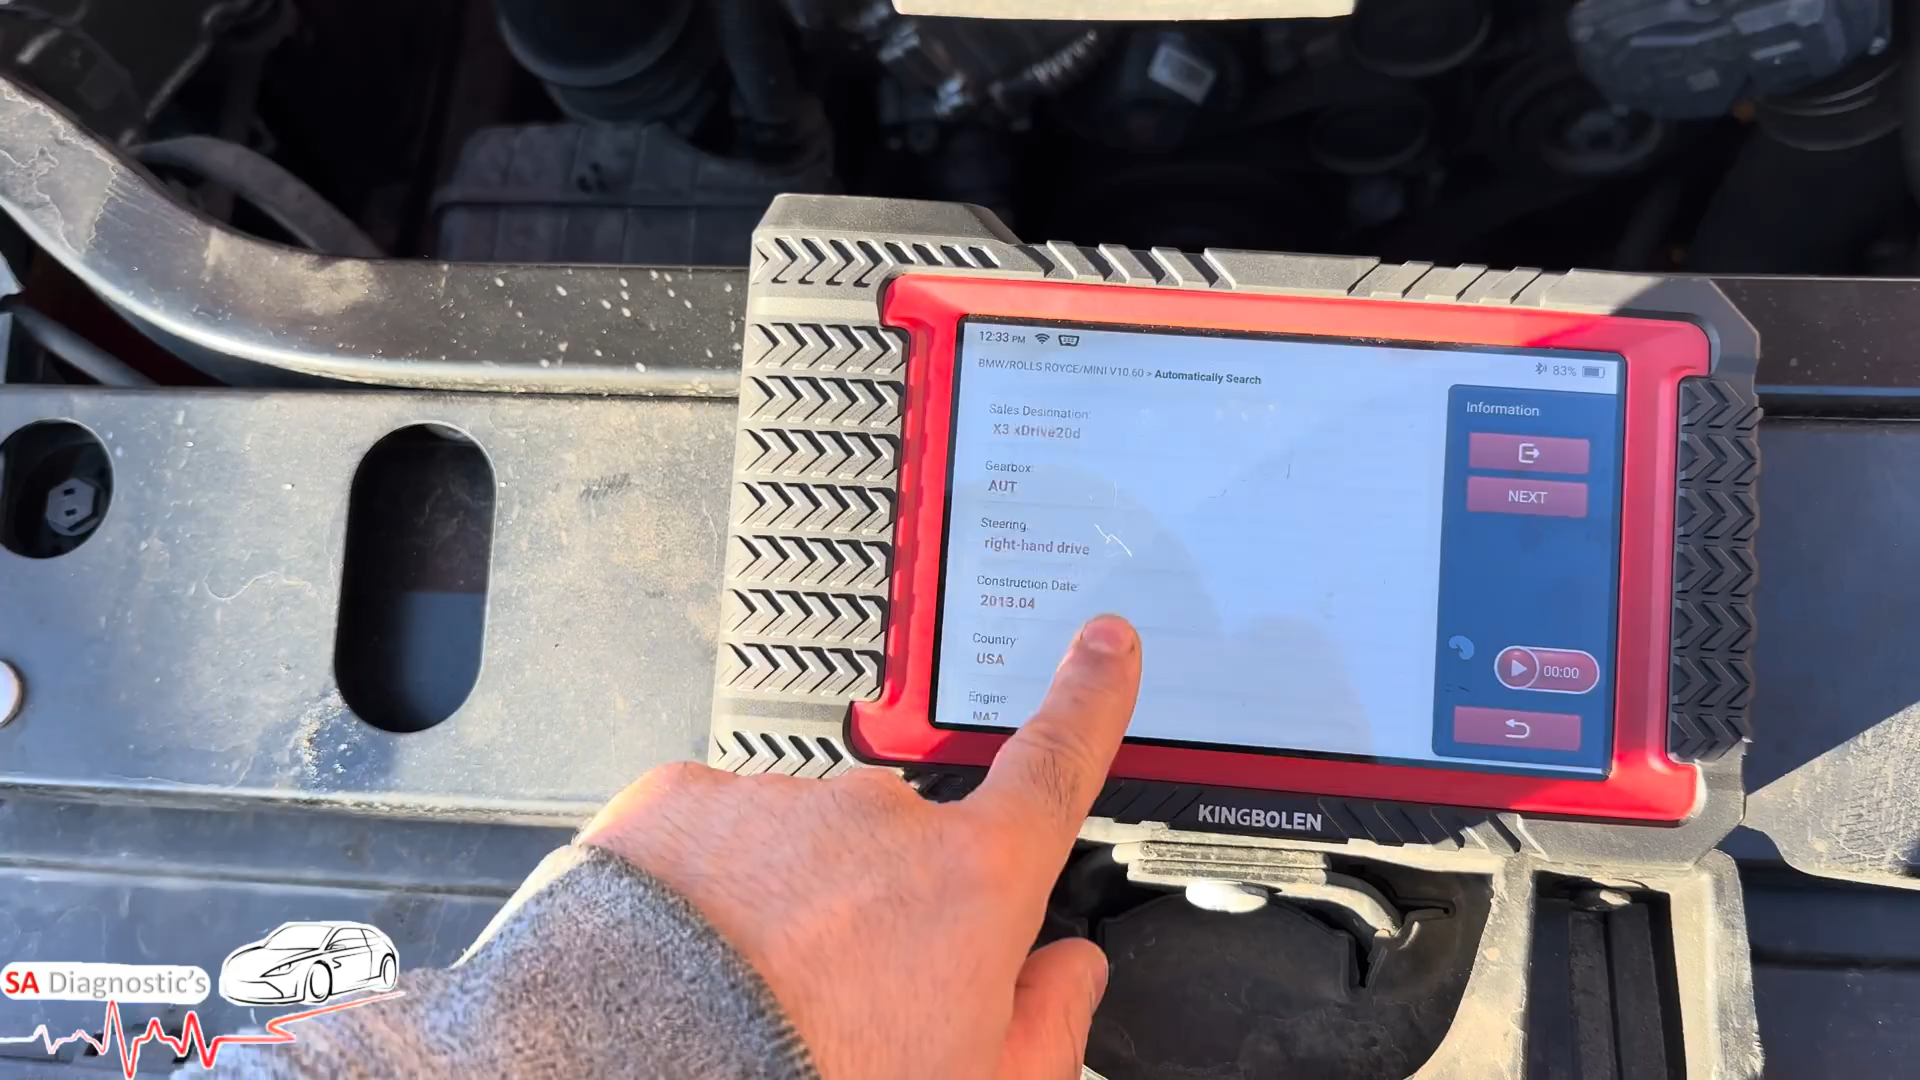 12:33 PM
83%
BMW/ROLLS ROYCE/MINI V10.60 > Automatically Search
Sales Designation:
X3 xDrive20d
Gearbox:
AUT
Steering:
right-hand drive
Construction Date:
2013.04
Country:
USA
Engine:
N47
Information
NEXT
00:00
KINGBOLEN
SA Diagnostic's